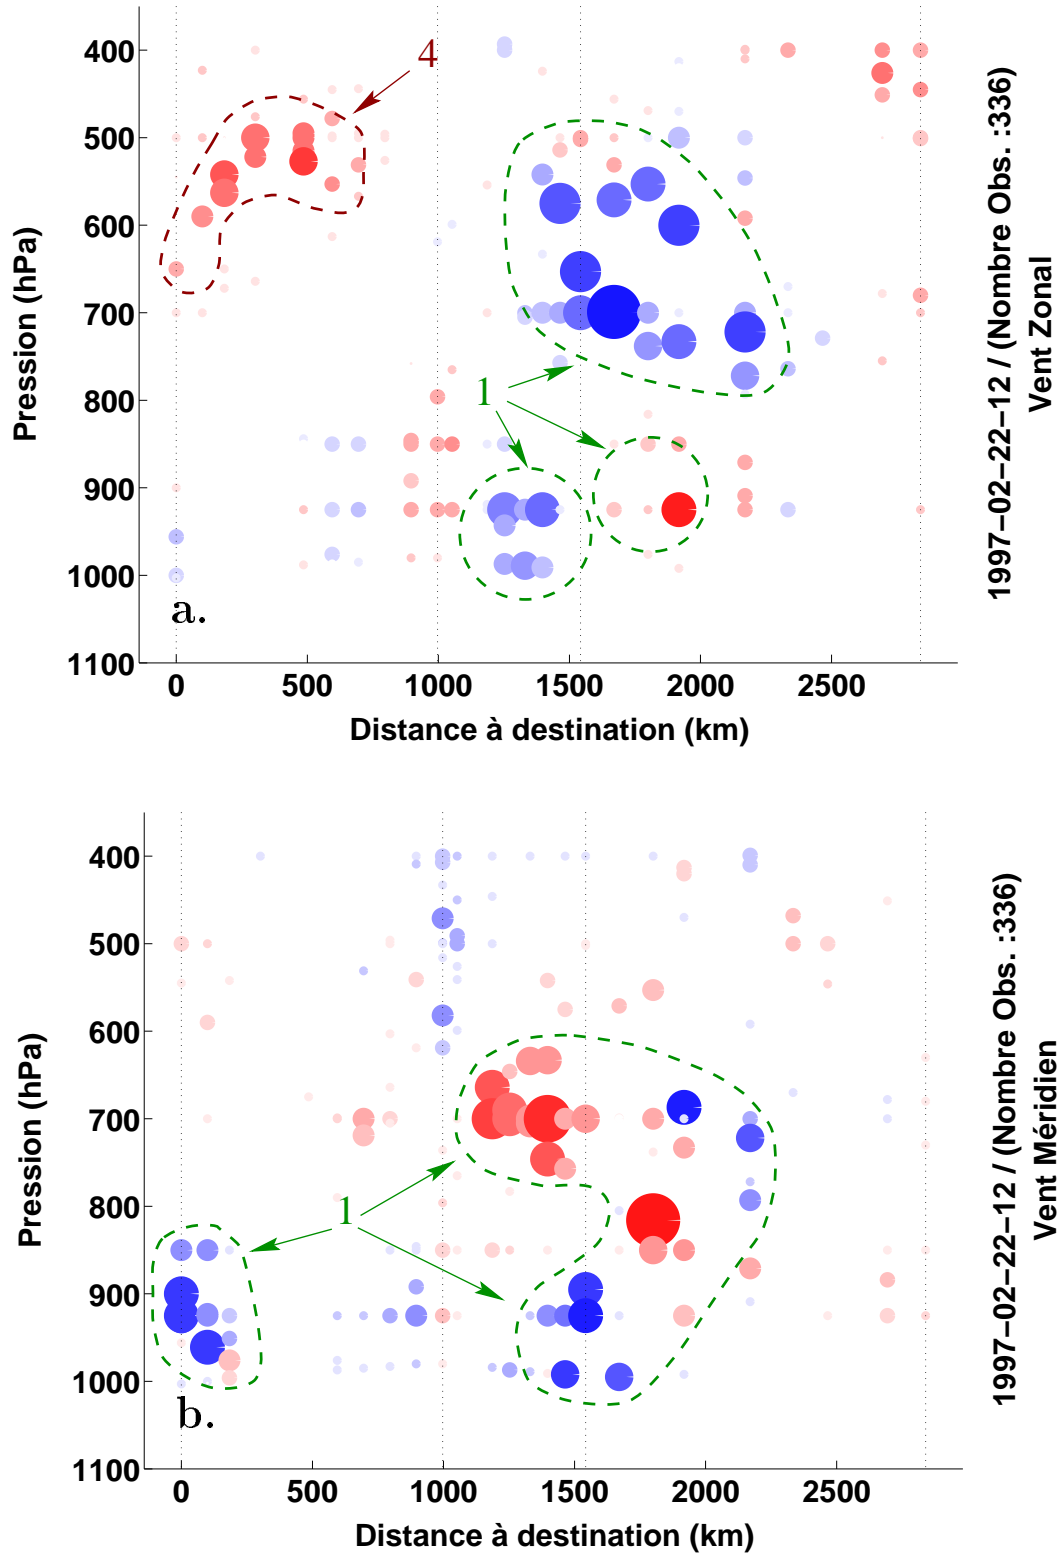 400
500
600
700
800
900
1000
1100
Pression (hPa)
4
1
a.
0 500 1000 1500 2000 2500
Distance à destination (km)
1997–02–22–12 / (Nombre Obs. :336)
Vent Zonal
400
500
600
700
800
900
1000
1100
Pression (hPa)
1
b.
0 500 1000 1500 2000 2500
Distance à destination (km)
1997–02–22–12 / (Nombre Obs. :336)
Vent Méridien